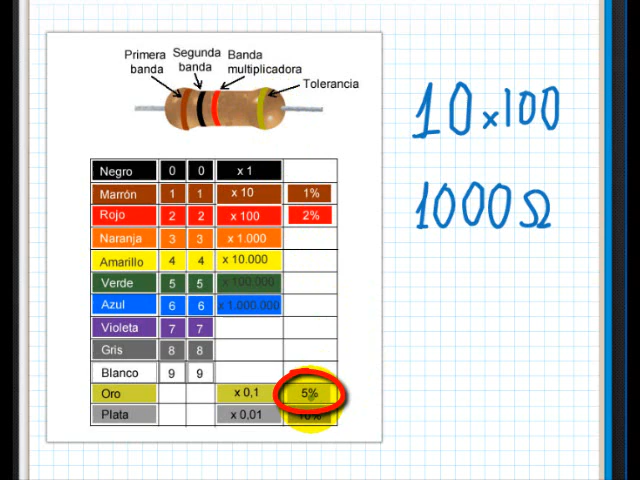 Primera banda
Segunda banda
Banda multiplicadora
Tolerancia
10 x 100
1000 Ω
Negro 0 0 x 1
Marrón 1 1 x 10 1%
Rojo 2 2 x 100 2%
Naranja 3 3 x 1.000
Amarillo 4 4 x 10.000
Verde 5 5 x 100.000
Azul 6 6 x 1.000.000
Violeta 7 7
Gris 8 8
Blanco 9 9
Oro x 0,1 5%
Plata x 0,01 10%